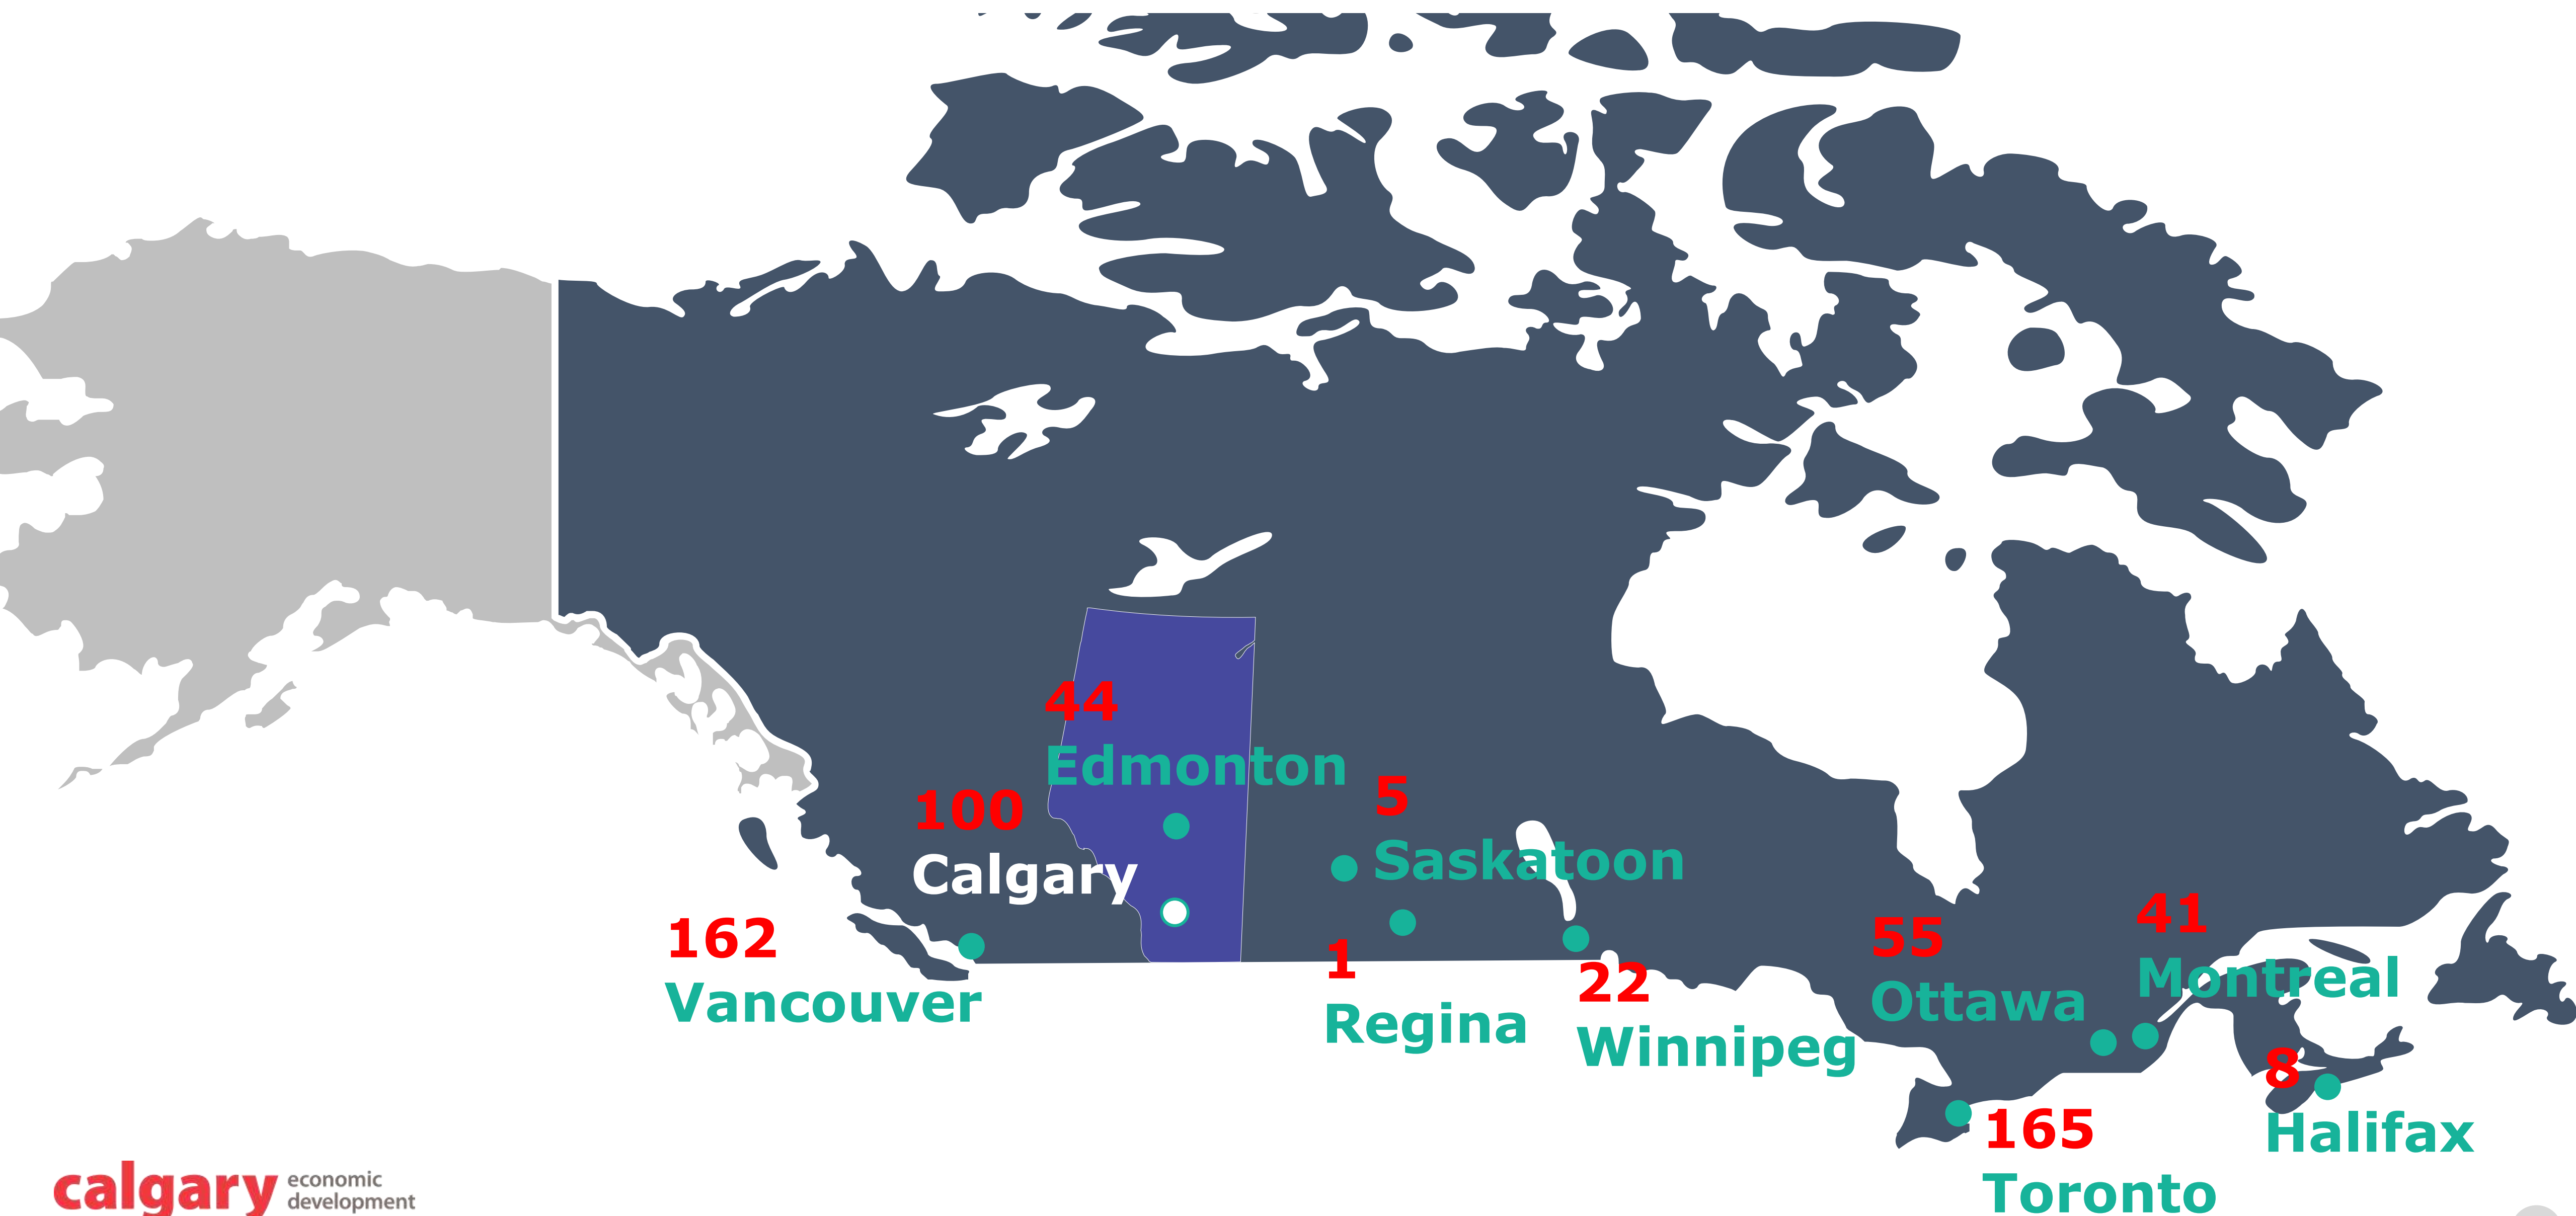 44
Edmonton
100
Calgary
5
Saskatoon
162
Vancouver
1
Regina
22
Winnipeg
55
Ottawa
41
Montreal
8
Halifax
165
Toronto
calgary economic
development